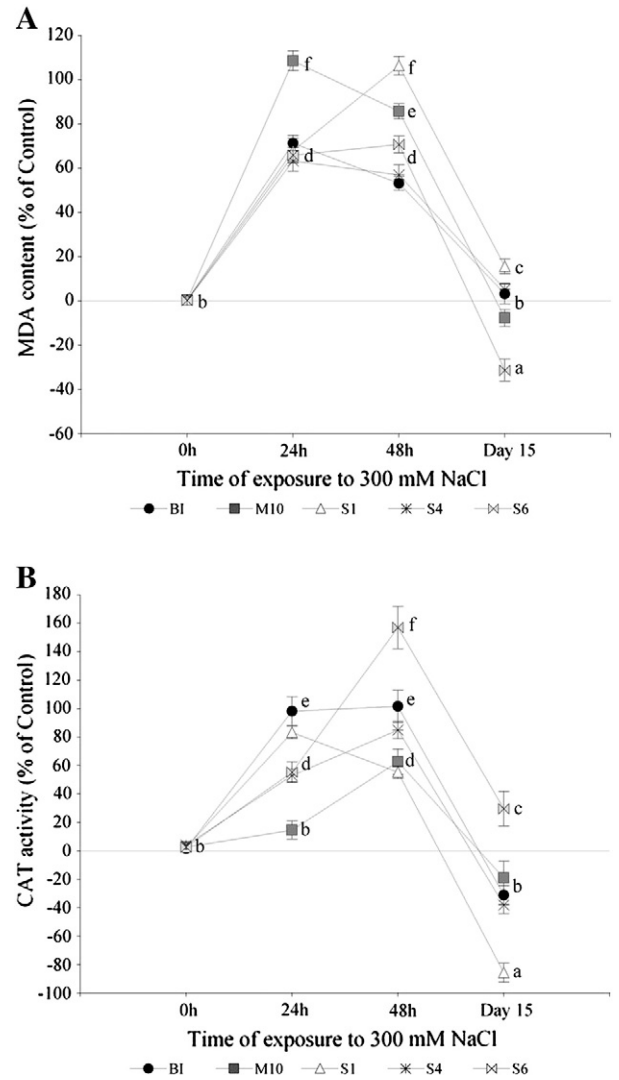 A
MDA content (% of Control)
120
100
80
60
40
20
0
-20
-40
-60
f
f
e
d
d
c
b
b
a
0h 24h 48h Day 15
Time of exposure to 300 mM NaCl
BI M10 S1 S4 S6
B
CAT activity (% of Control)
180
160
140
120
100
80
60
40
20
0
-20
-40
-60
-80
-100
f
e
e
d
d
c
b
b
b
a
0h 24h 48h Day 15
Time of exposure to 300 mM NaCl
BI M10 S1 S4 S6